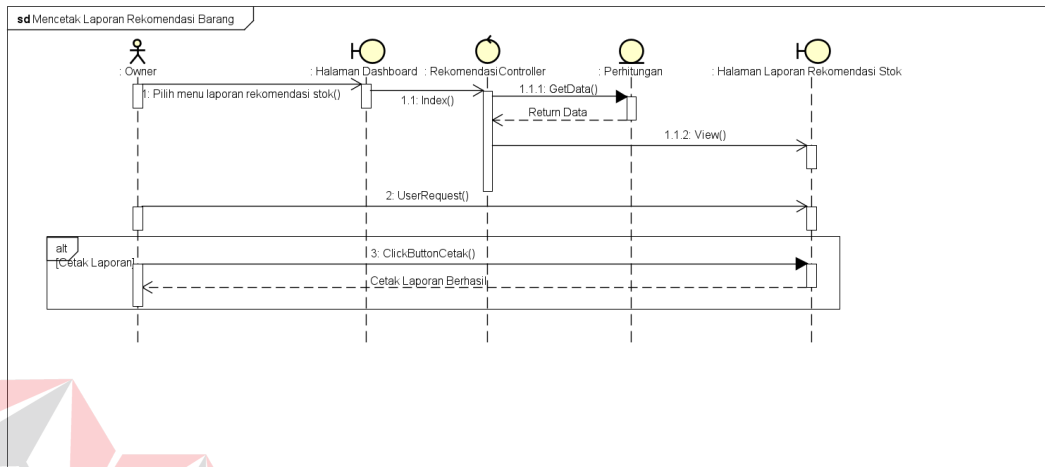 sd Mencetak Laporan Rekomendasi Barang
: Owner
: Halaman Dashboard
: RekomendasiController
: Perhitungan
: Halaman Laporan Rekomendasi Stok
1: Pilih menu laporan rekomendasi stok()
1.1: Index()
1.1.1: GetData()
Return Data
1.1.2: View()
2: UserRequest()
alt
[Cetak Laporan]
3: ClickButtonCetak()
Cetak Laporan Berhasil